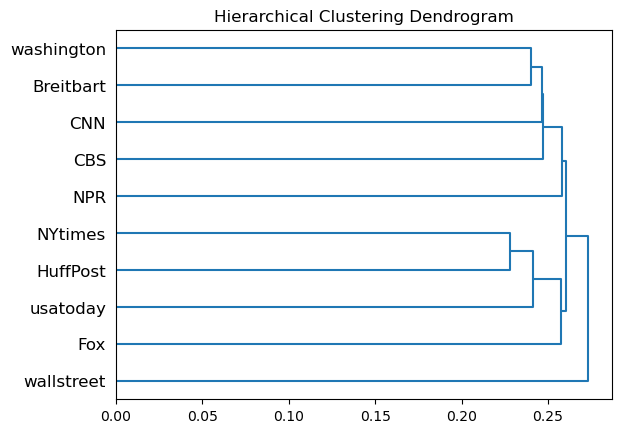 Hierarchical Clustering Dendrogram
washington
Breitbart
CNN
CBS
NPR
NYtimes
HuffPost
usatoday
Fox
wallstreet
0.00 0.05 0.10 0.15 0.20 0.25